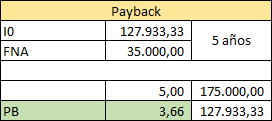 Payback
I0 127.933,33 5 años
FNA 35.000,00
5,00 175.000,00
PB 3,66 127.933,33